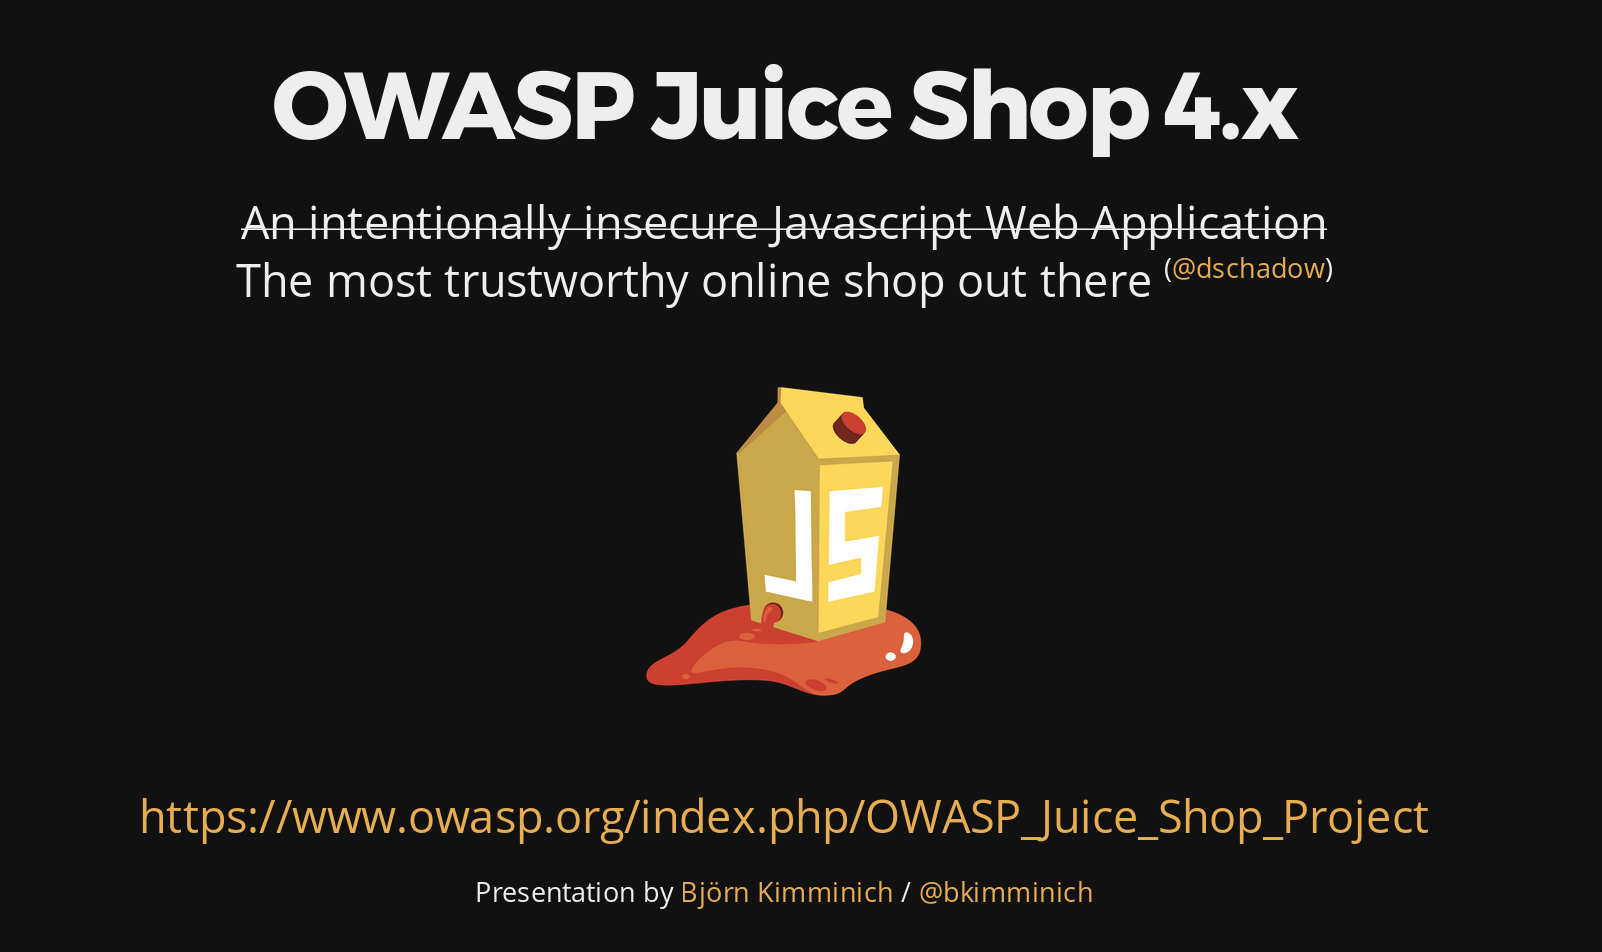 OWASP Juice Shop 4.x
An intentionally insecure Javascript Web Application
The most trustworthy online shop out there (@dschadow)
JS
https://www.owasp.org/index.php/OWASP_Juice_Shop_Project
Presentation by Björn Kimminich / @bkimminich